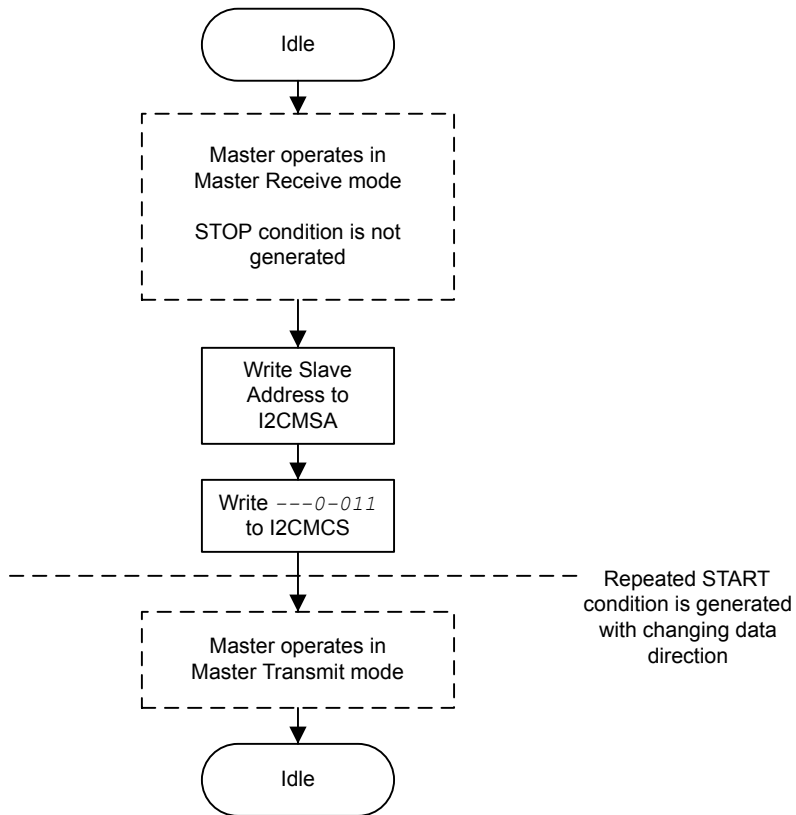 Idle
Master operates in
Master Receive mode
STOP condition is not
generated
Write Slave
Address to
I2CMSA
Write ---0-011
to I2CMCS
Repeated START
condition is generated
with changing data
direction
Master operates in
Master Transmit mode
Idle